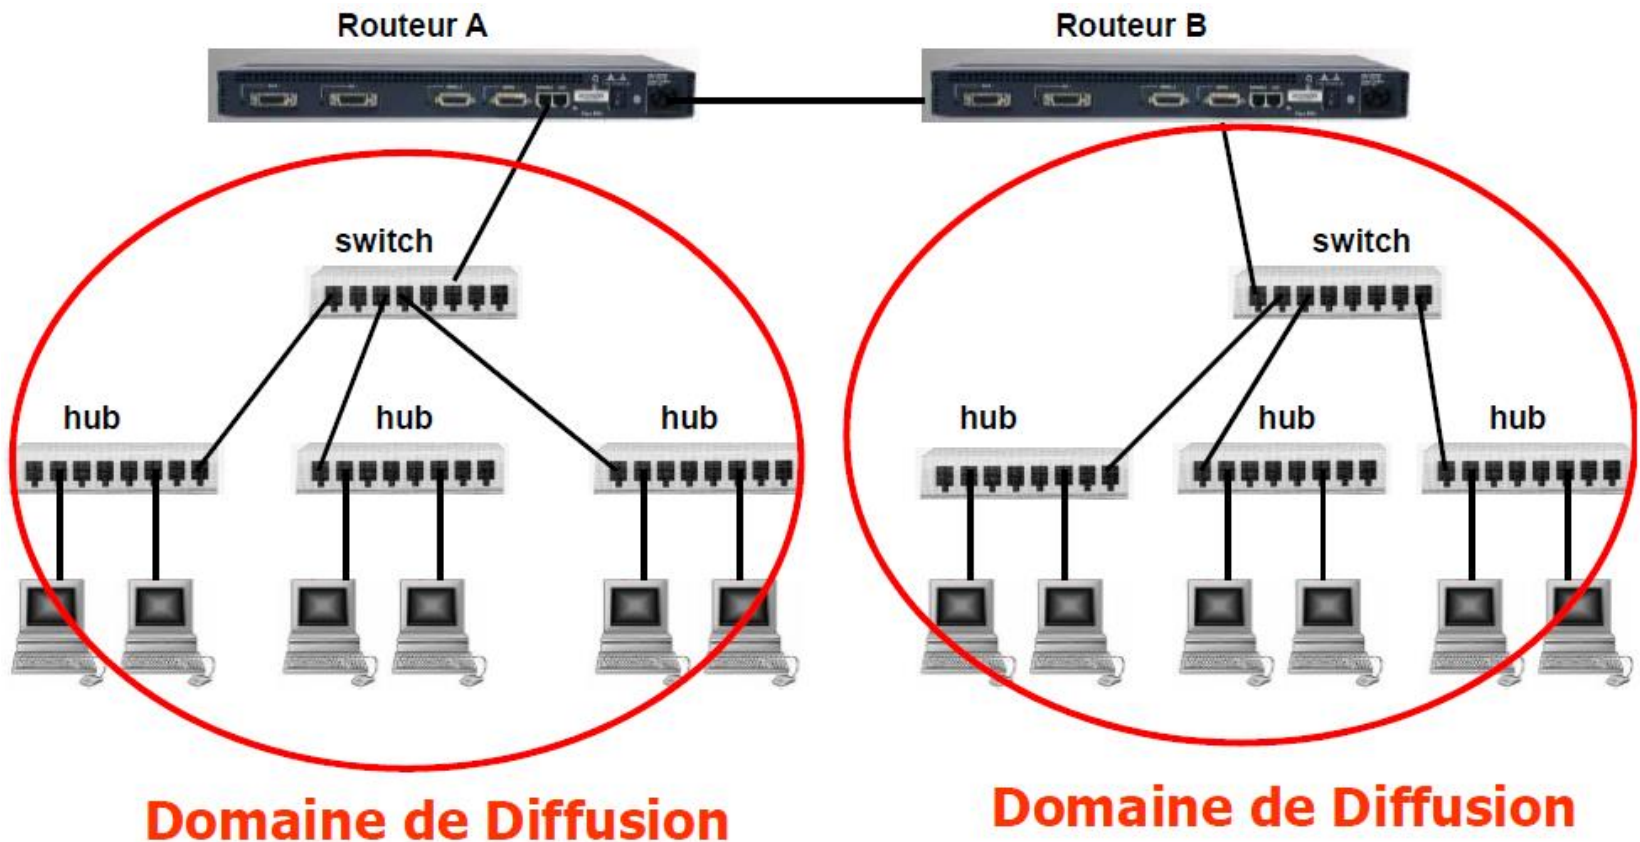 Routeur A
Routeur B
switch
switch
hub
hub
hub
hub
hub
hub
Domaine de Diffusion
Domaine de Diffusion